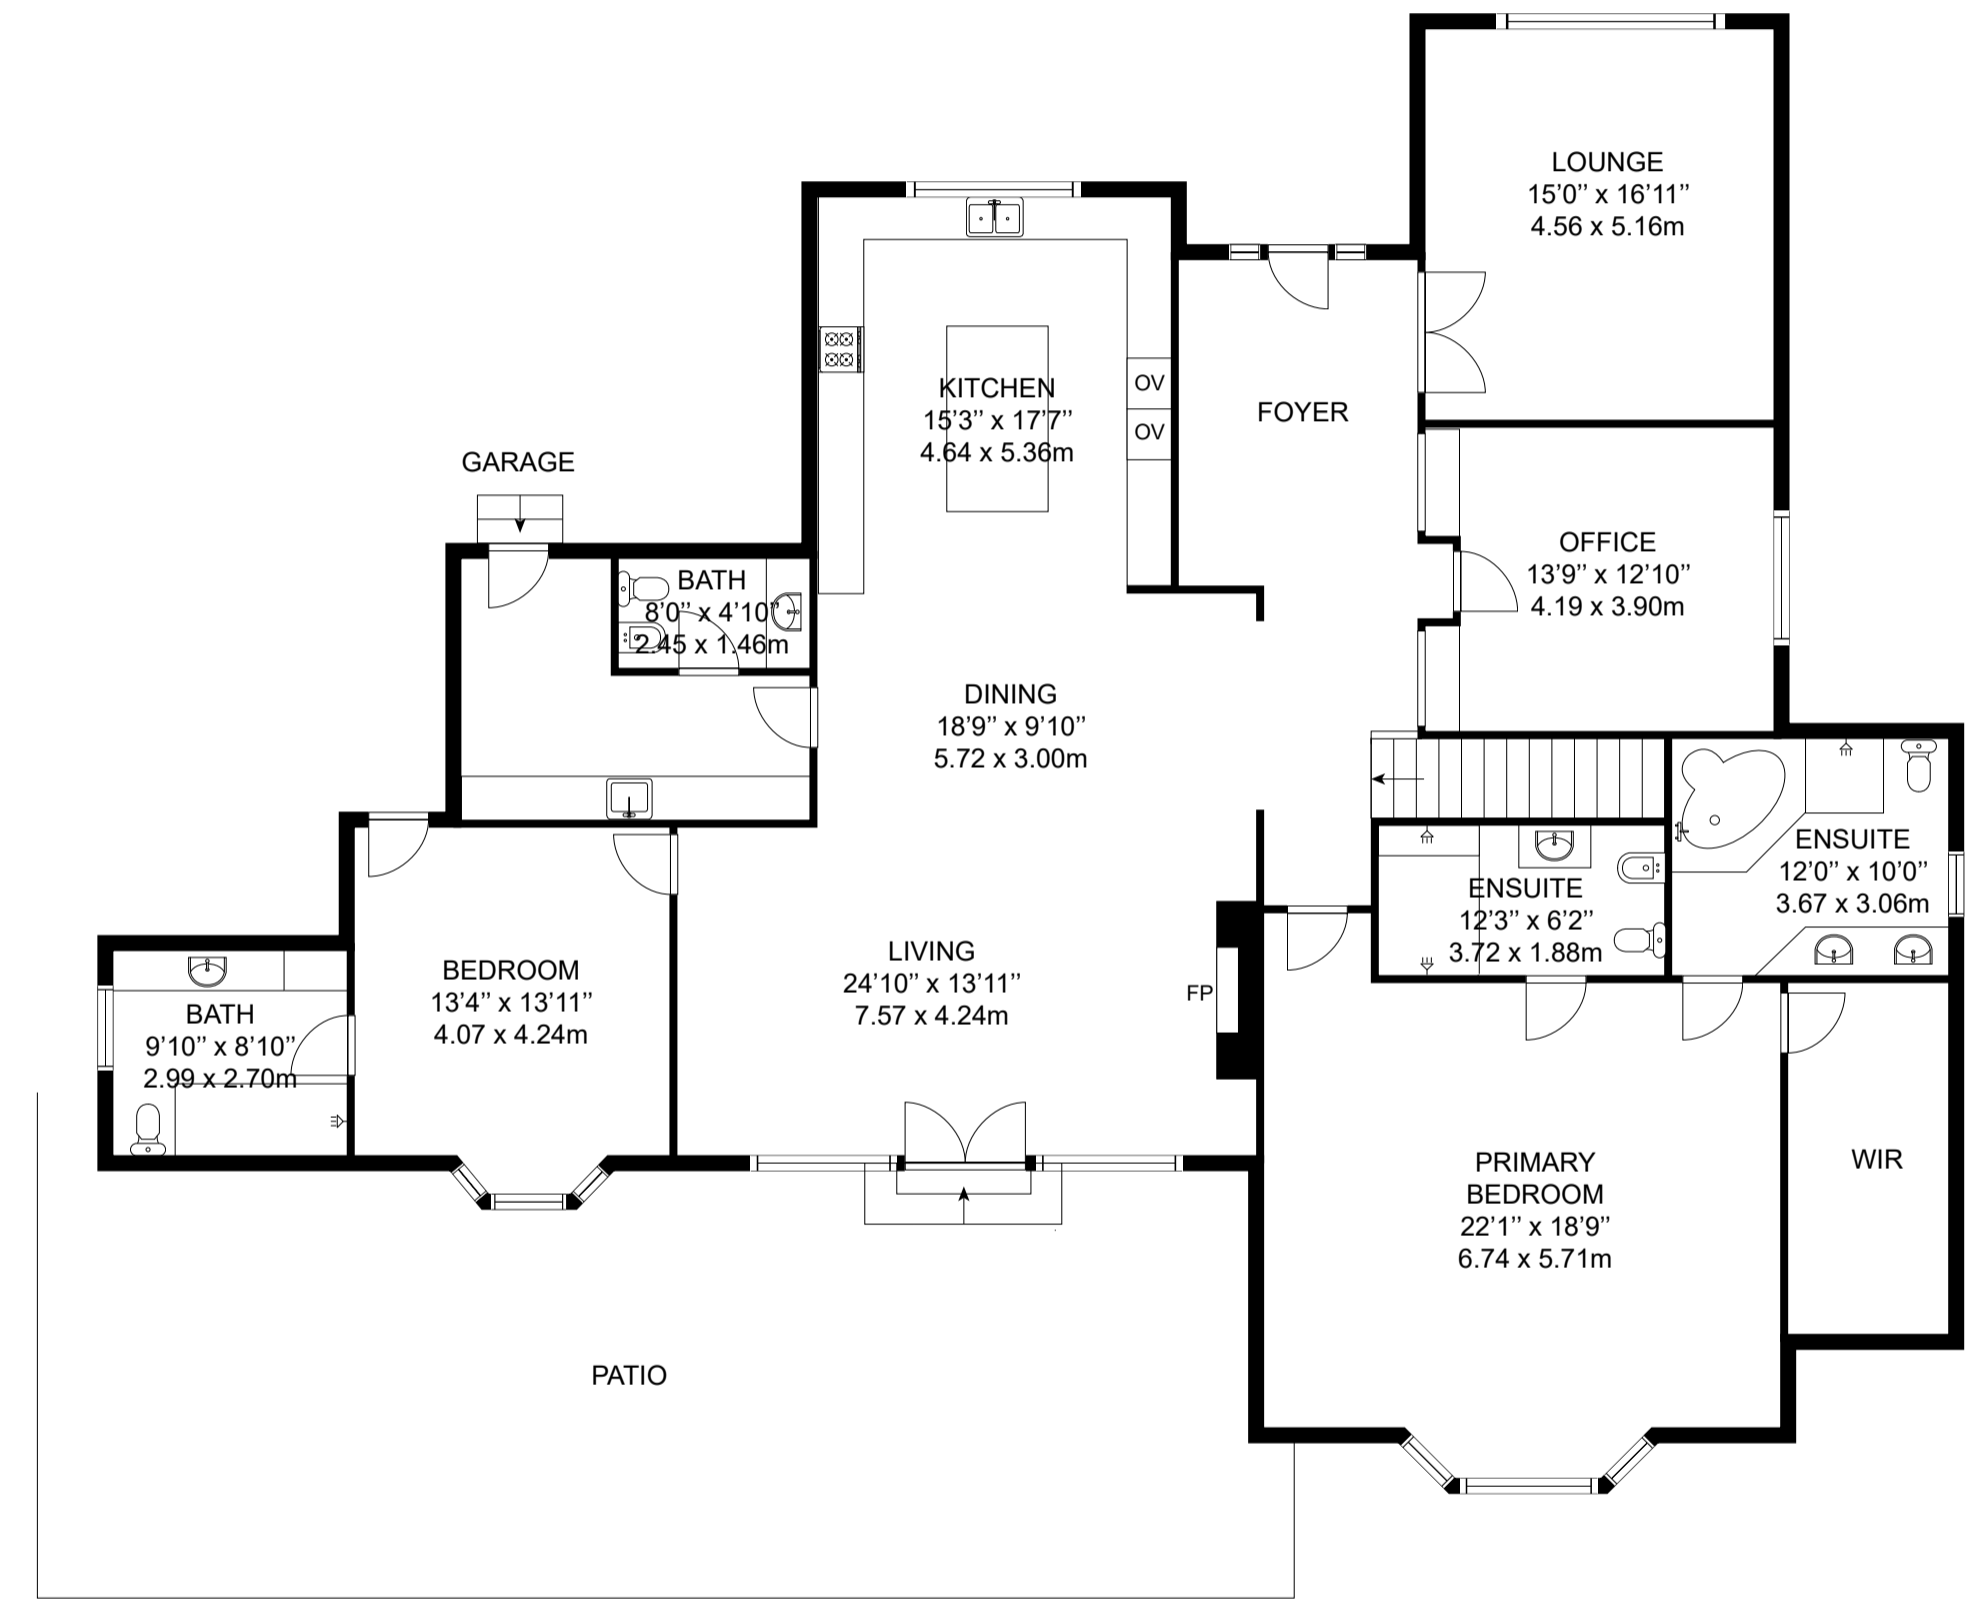 LOUNGE
15’0’’ x 16’11’’
4.56 x 5.16m
KITCHEN
15’3’’ x 17’7’’
4.64 x 5.36m
OV
OV
FOYER
GARAGE
BATH
8’0’’ x 4’10’’
2.45 x 1.46m
OFFICE
13’9’’ x 12’10’’
4.19 x 3.90m
DINING
18’9’’ x 9’10’’
5.72 x 3.00m
ENSUITE
12’0’’ x 10’0’’
3.67 x 3.06m
ENSUITE
12’3’’ x 6’2’’
3.72 x 1.88m
LIVING
24’10’’ x 13’11’’
7.57 x 4.24m
FP
BEDROOM
13’4’’ x 13’11’’
4.07 x 4.24m
BATH
9’10’’ x 8’10’’
2.99 x 2.70m
PRIMARY
BEDROOM
22’1’’ x 18’9’’
6.74 x 5.71m
WIR
PATIO